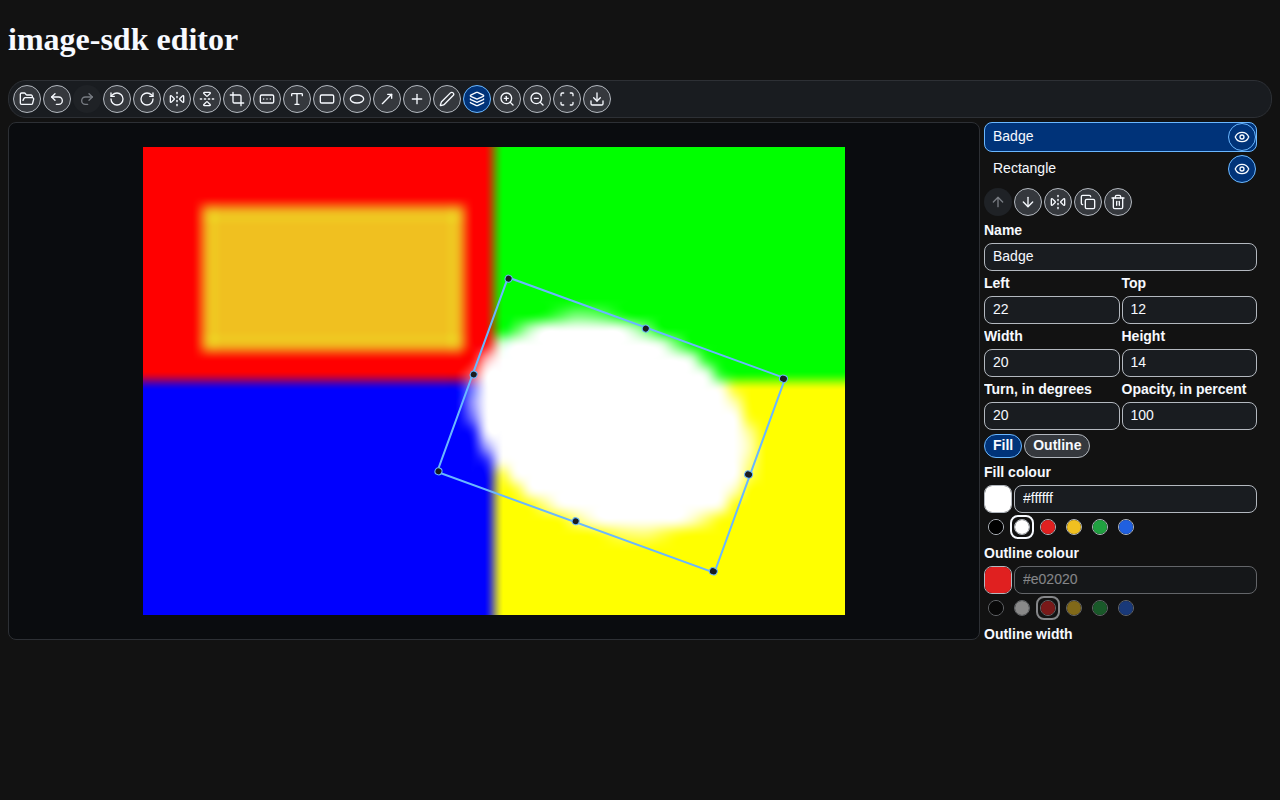 image-sdk editor
Badge
Rectangle
Name
Badge
Left Top
22 12
Width Height
20 14
Turn, in degrees Opacity, in percent
20 100
Fill Outline
Fill colour
#ffffff
Outline colour
#e02020
Outline width